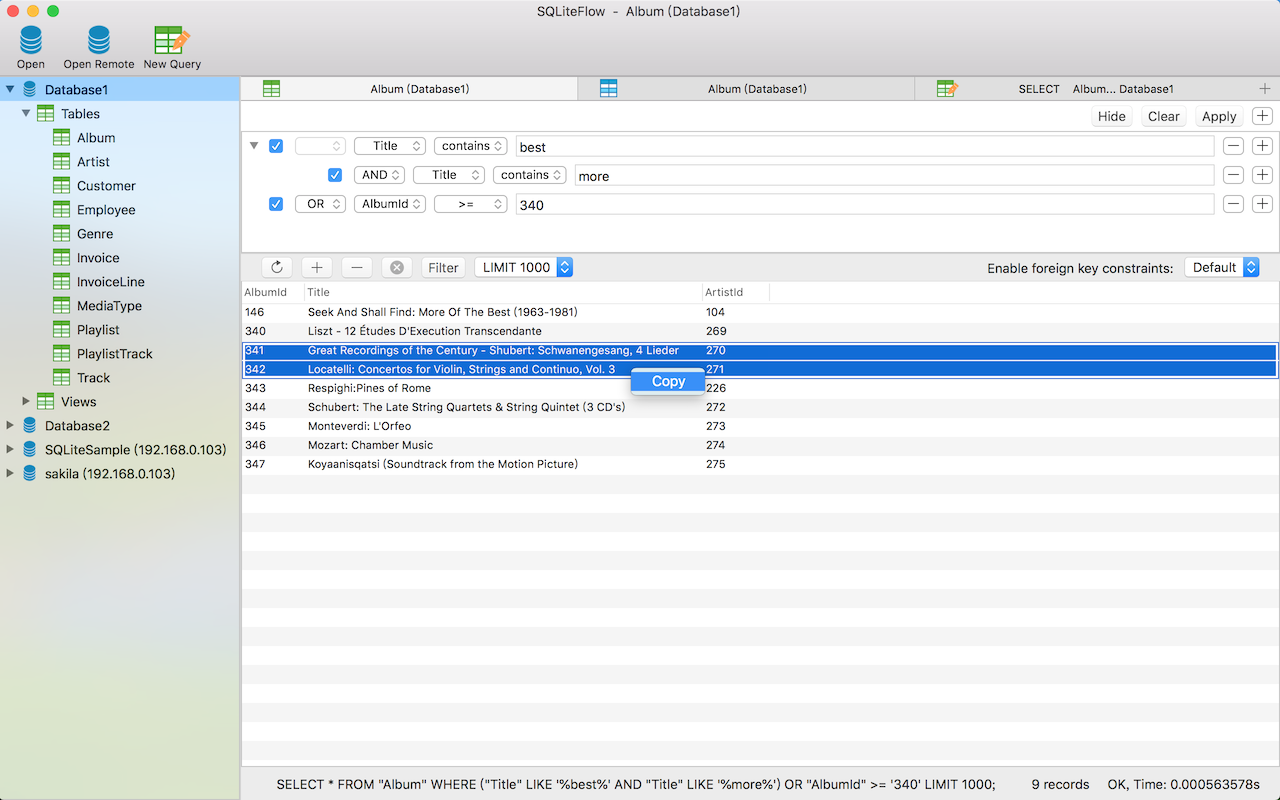 SQLiteFlow - Album (Database1)
Open Open Remote New Query
Database1
Tables
Album
Artist
Customer
Employee
Genre
Invoice
InvoiceLine
MediaType
Playlist
PlaylistTrack
Track
Views
Database2
SQLiteSample (192.168.0.103)
sakila (192.168.0.103)
Album (Database1) Album (Database1) SELECT Album... Database1
Hide Clear Apply
Title contains best
AND Title contains more
OR AlbumId >= 340
Filter LIMIT 1000 Enable foreign key constraints: Default
AlbumId Title ArtistId
146 Seek And Shall Find: More Of The Best (1963-1981) 104
340 Liszt - 12 Études D'Execution Transcendante 269
341 Great Recordings of the Century - Shubert: Schwanengesang, 4 Lieder 270
342 Locatelli: Concertos for Violin, Strings and Continuo, Vol. 3 271
Copy
343 Respighi:Pines of Rome 226
344 Schubert: The Late String Quartets & String Quintet (3 CD's) 272
345 Monteverdi: L'Orfeo 273
346 Mozart: Chamber Music 274
347 Koyaanisqatsi (Soundtrack from the Motion Picture) 275
SELECT * FROM "Album" WHERE ("Title" LIKE '%best%' AND "Title" LIKE '%more%') OR "AlbumId" >= '340' LIMIT 1000; 9 records OK, Time: 0.000563578s